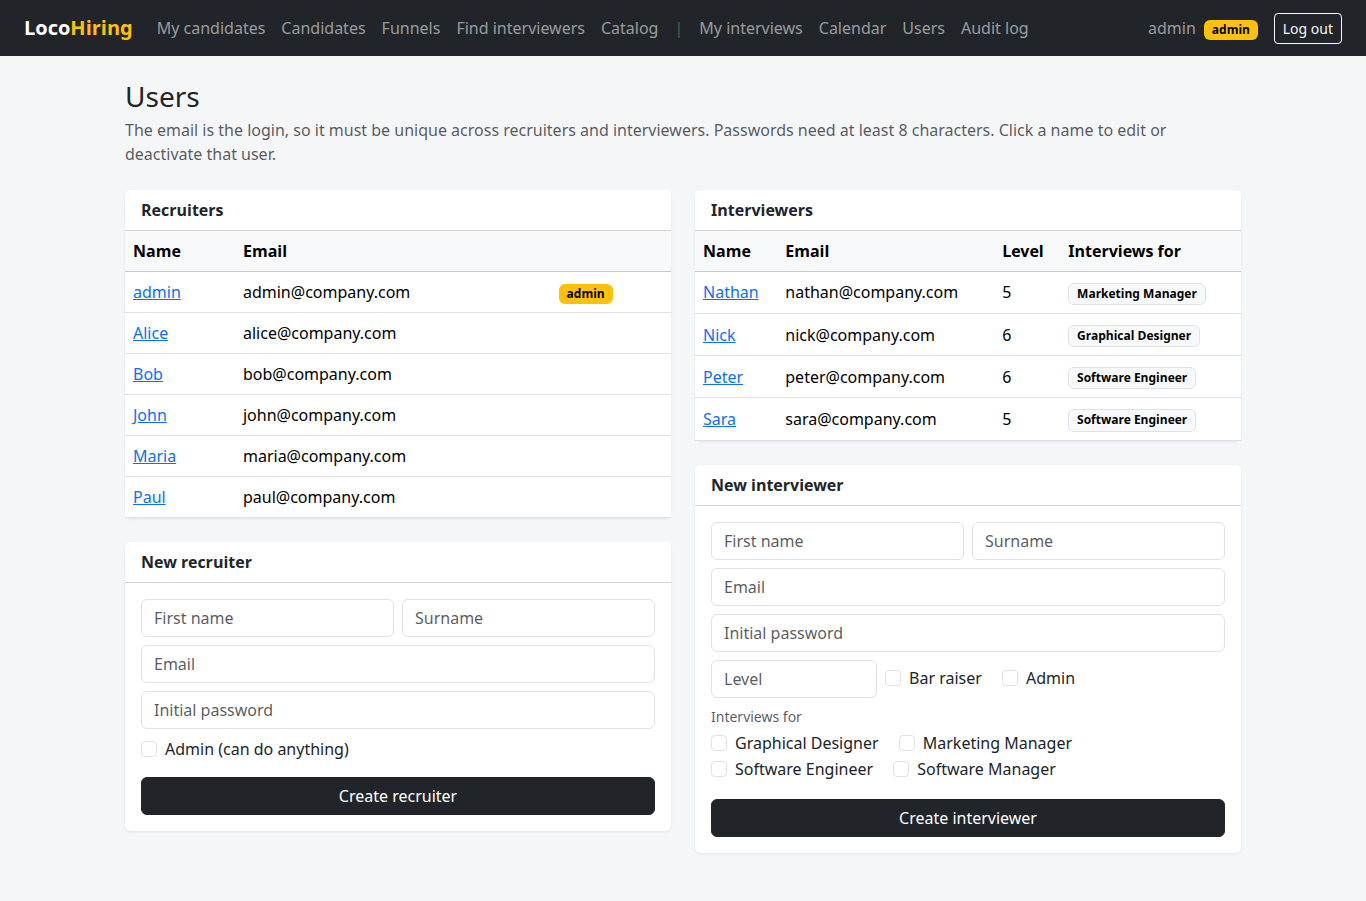 LocoHiring My candidates Candidates Funnels Find interviewers Catalog | My interviews Calendar Users Audit log admin admin Log out
Users
The email is the login, so it must be unique across recruiters and interviewers. Passwords need at least 8 characters. Click a name to edit or
deactivate that user.
Recruiters
Name Email
admin admin@company.com admin
Alice alice@company.com
Bob bob@company.com
John john@company.com
Maria maria@company.com
Paul paul@company.com
New recruiter
First name Surname
Email
Initial password
Admin (can do anything)
Create recruiter
Interviewers
Name Email Level Interviews for
Nathan nathan@company.com 5 Marketing Manager
Nick nick@company.com 6 Graphical Designer
Peter peter@company.com 6 Software Engineer
Sara sara@company.com 5 Software Engineer
New interviewer
First name Surname
Email
Initial password
Level Bar raiser Admin
Interviews for
Graphical Designer Marketing Manager
Software Engineer Software Manager
Create interviewer